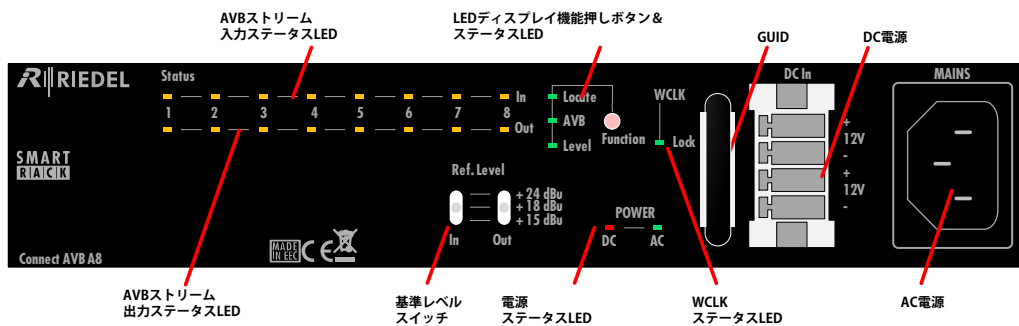 AVBストリーム
入力ステータスLED
LEDディスプレイ機能押しボタン＆
ステータスLED
GUID
DC電源
RIEDEL
Status
In
1 2 3 4 5 6 7 8
Out
Locate
AVB
Level
Function
WCLK
Lock
DC In
+
12V
-
+
12V
-
MAINS
SMART
RACK
Ref. Level
+ 24 dBu
+ 18 dBu
+ 15 dBu
In Out
POWER
DC AC
MADE
IN EEC
CE
Connect AVB A8
AVBストリーム
出力ステータスLED
基準レベル
スイッチ
電源
ステータスLED
WCLK
ステータスLED
AC電源